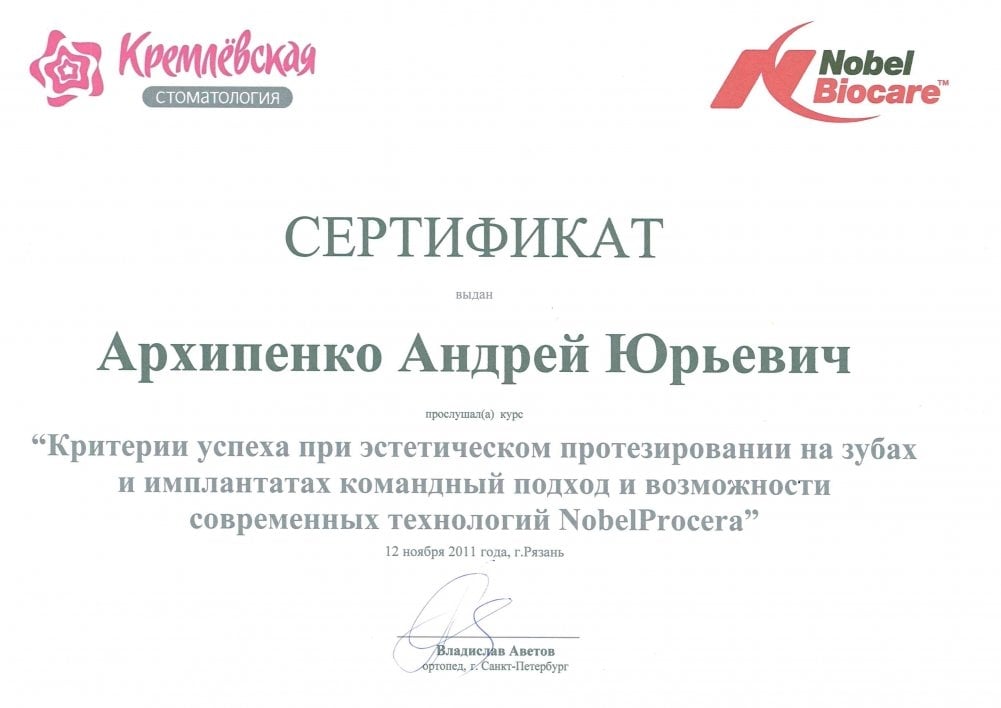 Кремлёвская
СТОМАТОЛОГИЯ
Nobel
Biocare™
СЕРТИФИКАТ
выдан
Архипенко Андрей Юрьевич
прослушал(а) курс
“Критерии успеха при эстетическом протезировании на зубах
и имплантатах командный подход и возможности
современных технологий NobelProcera”
12 ноября 2011 года, г.Рязань
Владислав Аветов
ортопед, г. Санкт-Петербург